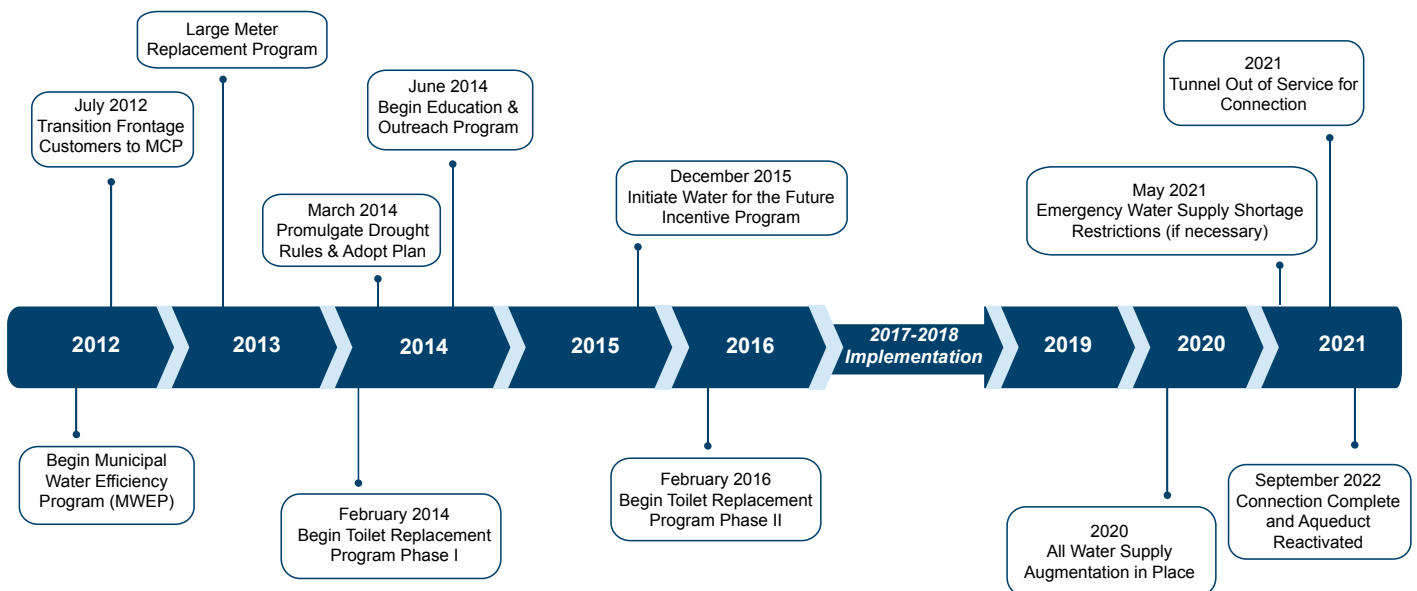 Large Meter
Replacement Program
July 2012
Transition Frontage
Customers to MCP
June 2014
Begin Education &
Outreach Program
March 2014
Promulgate Drought
Rules & Adopt Plan
December 2015
Initiate Water for the Future
Incentive Program
2021
Tunnel Out of Service for
Connection
May 2021
Emergency Water Supply Shortage
Restrictions (if necessary)
2012
2013
2014
2015
2016
2017-2018
Implementation
2019
2020
2021
Begin Municipal
Water Efficiency
Program (MWEP)
February 2014
Begin Toilet Replacement
Program Phase I
February 2016
Begin Toilet Replacement
Program Phase II
2020
All Water Supply
Augmentation in Place
September 2022
Connection Complete
and Aqueduct
Reactivated